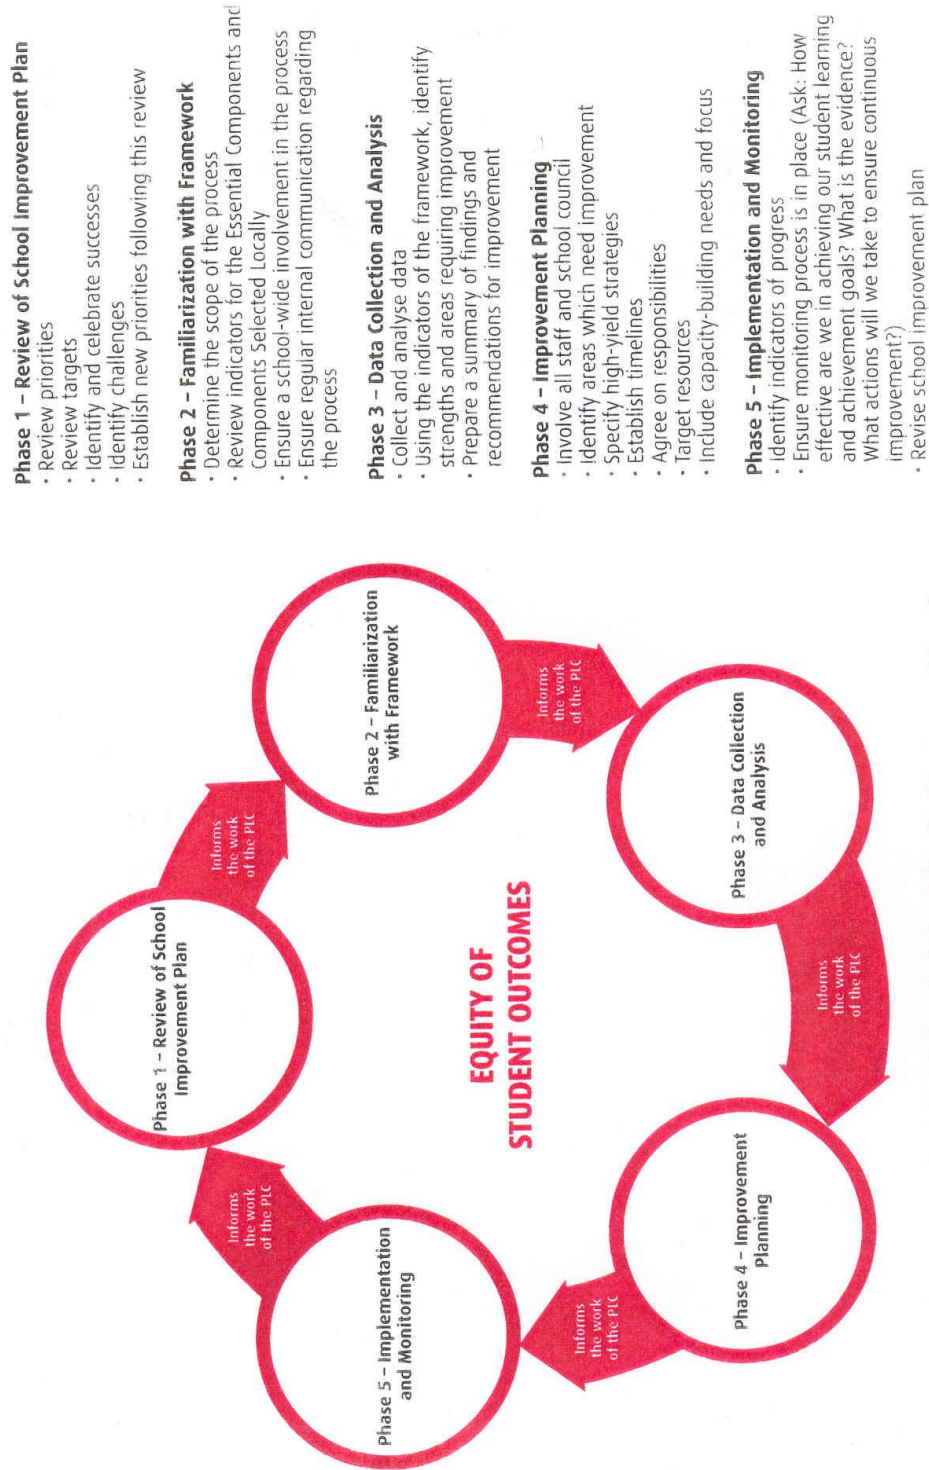 Phase 1 – Review of School
Improvement Plan
Informs
the work
of the PLC
Phase 2 – Familiarization
with Framework
Informs
the work
of the PLC
Phase 3 – Data Collection
and Analysis
Informs
the work
of the PLC
Phase 4 – Improvement
Planning
Informs
the work
of the PLC
Phase 5 – Implementation
and Monitoring
Informs
the work
of the PLC
EQUITY OF
STUDENT OUTCOMES
Phase 1 – Review of School Improvement Plan
• Review priorities
• Review targets
• Identify and celebrate successes
• Identify challenges
• Establish new priorities following this review
Phase 2 – Familiarization with Framework
• Determine the scope of the process
• Review indicators for the Essential Components and
Components Selected Locally
• Ensure a school-wide involvement in the process
• Ensure regular internal communication regarding
the process
Phase 3 – Data Collection and Analysis
• Collect and analyse data
• Using the indicators of the framework, identify
strengths and areas requiring improvement
• Prepare a summary of findings and
recommendations for improvement
Phase 4 – Improvement Planning
• Involve all staff and school council
• Identify areas which need improvement
• Specify high-yield strategies
• Establish timelines
• Agree on responsibilities
• Target resources
• Include capacity-building needs and focus
Phase 5 – Implementation and Monitoring
• Identify indicators of progress
• Ensure monitoring process is in place (Ask: How
effective are we in achieving our student learning
and achievement goals? What is the evidence?
What actions will we take to ensure continuous
improvement?)
• Revise school improvement plan